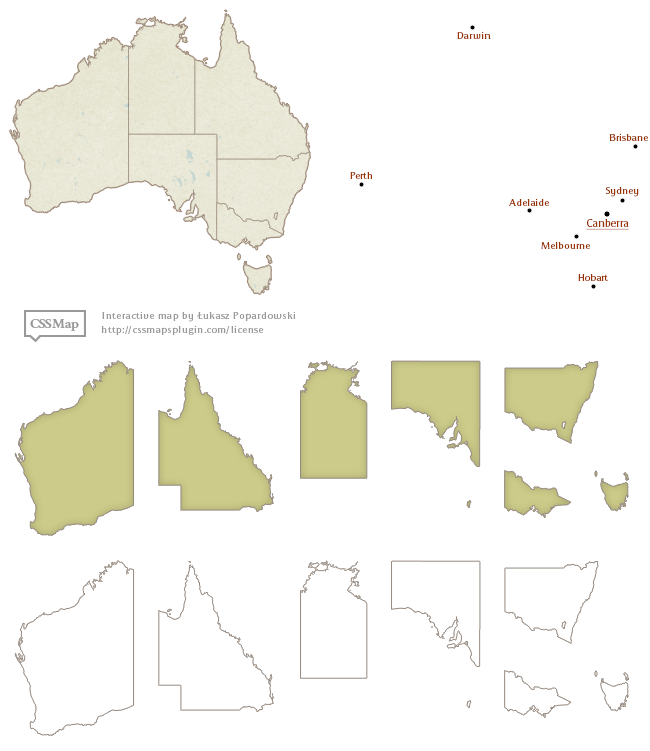 Darwin
Brisbane
Perth
Sydney
Adelaide
Canberra
Melbourne
Hobart
CSSMap
Interactive map by Łukasz Popardowski
http://cssmapsplugin.com/license